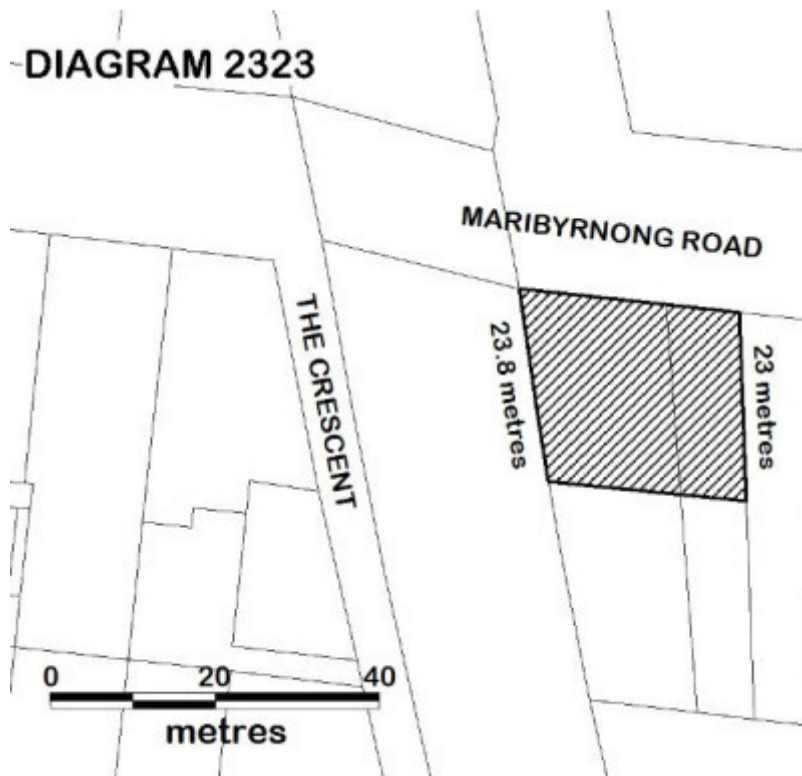 DIAGRAM 2323
MARIBYRNONG ROAD
THE CRESCENT
23.8 metres
23 metres
0 20 40
metres